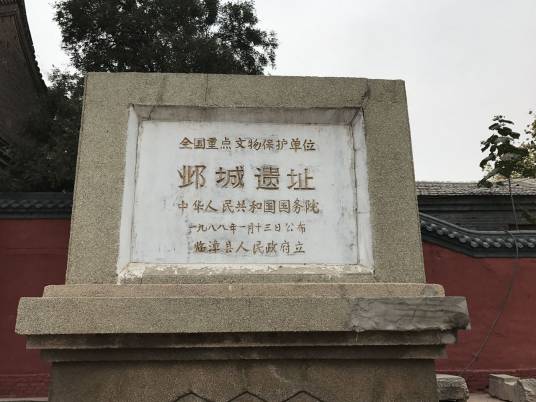 全国重点文物保护单位
邺城遗址
中华人民共和国国务院
一九八八年一月十三日公布
临漳县人民政府立